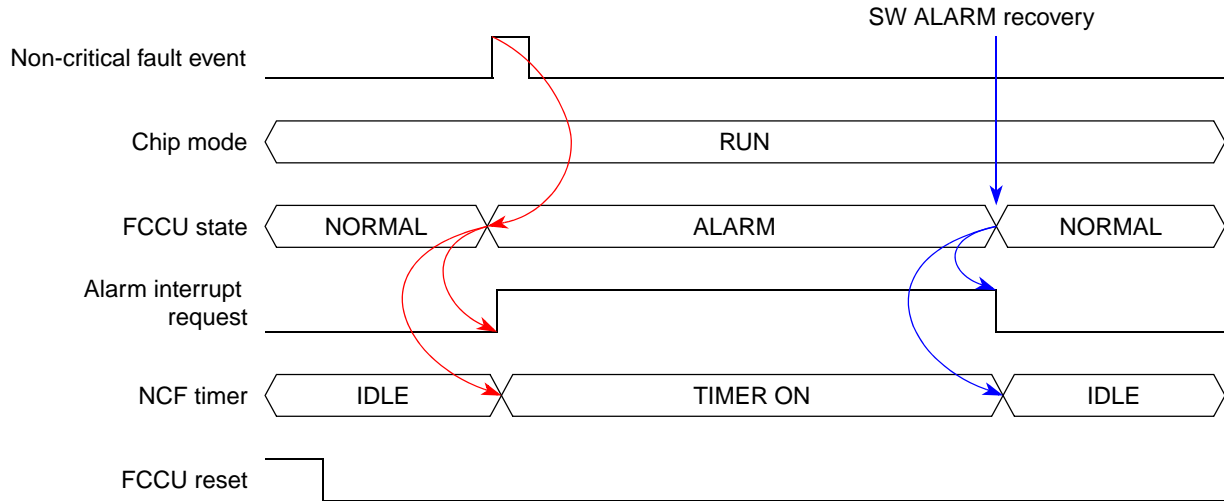 SW ALARM recovery
Non-critical fault event
Chip mode
RUN
FCCU state
NORMAL
ALARM
NORMAL
Alarm interrupt
request
NCF timer
IDLE
TIMER ON
IDLE
FCCU reset